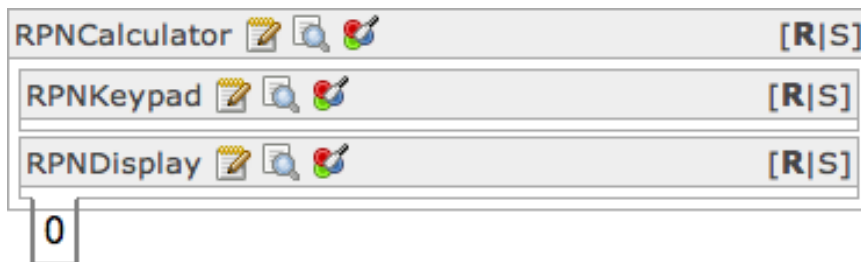 RPNCalculator [R|S]
RPNKeypad [R|S]
RPNDisplay [R|S]
0